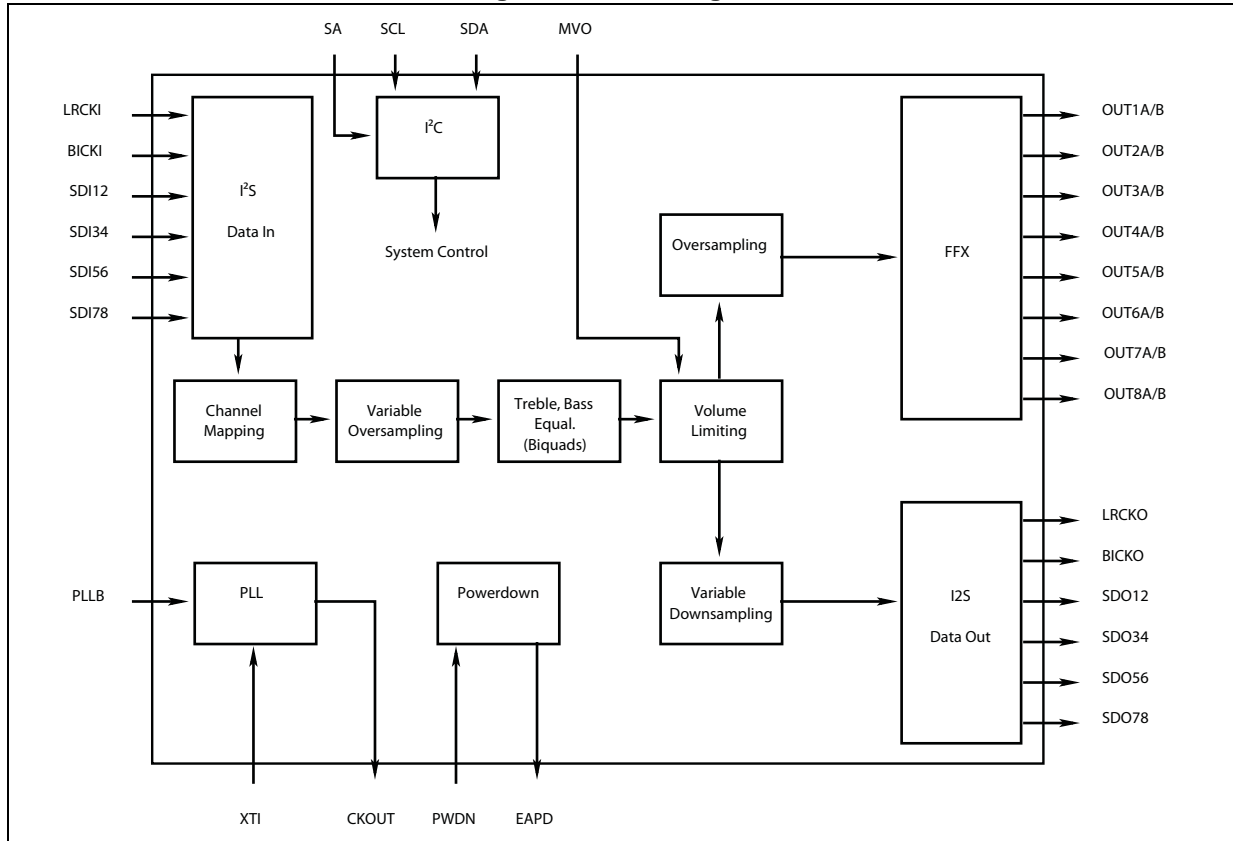 SA
SCL
SDA
MVO
LRCKI
BICKI
SDI12
SDI34
SDI56
SDI78
I²S
Data In
I²C
System Control
Oversampling
FFX
OUT1A/B
OUT2A/B
OUT3A/B
OUT4A/B
OUT5A/B
OUT6A/B
OUT7A/B
OUT8A/B
Channel
Mapping
Variable
Oversampling
Treble, Bass
Equal.
(Biquads)
Volume
Limiting
PLLB
PLL
Powerdown
Variable
Downsampling
I2S
Data Out
LRCKO
BICKO
SDO12
SDO34
SDO56
SDO78
XTI
CKOUT
PWDN
EAPD